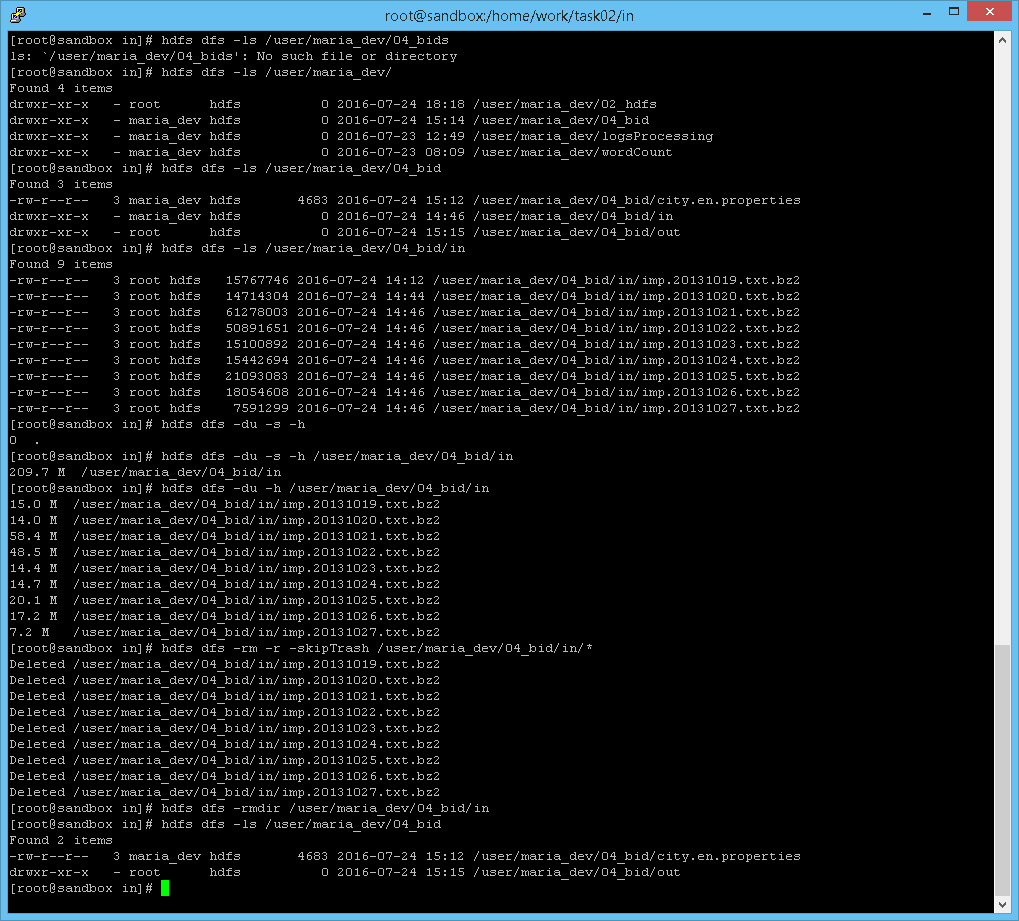 root@sandbox:/home/work/task02/in
[root@sandbox in]# hdfs dfs -ls /user/maria_dev/04_bids
ls: `/user/maria_dev/04_bids': No such file or directory
[root@sandbox in]# hdfs dfs -ls /user/maria_dev/
Found 4 items
drwxr-xr-x   - root      hdfs          0 2016-07-24 18:18 /user/maria_dev/02_hdfs
drwxr-xr-x   - maria_dev hdfs          0 2016-07-24 15:14 /user/maria_dev/04_bid
drwxr-xr-x   - maria_dev hdfs          0 2016-07-23 12:49 /user/maria_dev/logsProcessing
drwxr-xr-x   - maria_dev hdfs          0 2016-07-23 08:09 /user/maria_dev/wordCount
[root@sandbox in]# hdfs dfs -ls /user/maria_dev/04_bid
Found 3 items
-rw-r--r--   3 maria_dev hdfs       4683 2016-07-24 15:12 /user/maria_dev/04_bid/city.en.properties
drwxr-xr-x   - maria_dev hdfs          0 2016-07-24 14:46 /user/maria_dev/04_bid/in
drwxr-xr-x   - root      hdfs          0 2016-07-24 15:15 /user/maria_dev/04_bid/out
[root@sandbox in]# hdfs dfs -ls /user/maria_dev/04_bid/in
Found 9 items
-rw-r--r--   3 root hdfs   15767746 2016-07-24 14:12 /user/maria_dev/04_bid/in/imp.20131019.txt.bz2
-rw-r--r--   3 root hdfs   14714304 2016-07-24 14:44 /user/maria_dev/04_bid/in/imp.20131020.txt.bz2
-rw-r--r--   3 root hdfs   61278003 2016-07-24 14:46 /user/maria_dev/04_bid/in/imp.20131021.txt.bz2
-rw-r--r--   3 root hdfs   50891651 2016-07-24 14:46 /user/maria_dev/04_bid/in/imp.20131022.txt.bz2
-rw-r--r--   3 root hdfs   15100892 2016-07-24 14:46 /user/maria_dev/04_bid/in/imp.20131023.txt.bz2
-rw-r--r--   3 root hdfs   15442694 2016-07-24 14:46 /user/maria_dev/04_bid/in/imp.20131024.txt.bz2
-rw-r--r--   3 root hdfs   21093083 2016-07-24 14:46 /user/maria_dev/04_bid/in/imp.20131025.txt.bz2
-rw-r--r--   3 root hdfs   18054608 2016-07-24 14:46 /user/maria_dev/04_bid/in/imp.20131026.txt.bz2
-rw-r--r--   3 root hdfs    7591299 2016-07-24 14:46 /user/maria_dev/04_bid/in/imp.20131027.txt.bz2
[root@sandbox in]# hdfs dfs -du -s -h
0  .
[root@sandbox in]# hdfs dfs -du -s -h /user/maria_dev/04_bid/in
209.7 M  /user/maria_dev/04_bid/in
[root@sandbox in]# hdfs dfs -du -h /user/maria_dev/04_bid/in
15.0 M  /user/maria_dev/04_bid/in/imp.20131019.txt.bz2
14.0 M  /user/maria_dev/04_bid/in/imp.20131020.txt.bz2
58.4 M  /user/maria_dev/04_bid/in/imp.20131021.txt.bz2
48.5 M  /user/maria_dev/04_bid/in/imp.20131022.txt.bz2
14.4 M  /user/maria_dev/04_bid/in/imp.20131023.txt.bz2
14.7 M  /user/maria_dev/04_bid/in/imp.20131024.txt.bz2
20.1 M  /user/maria_dev/04_bid/in/imp.20131025.txt.bz2
17.2 M  /user/maria_dev/04_bid/in/imp.20131026.txt.bz2
7.2 M   /user/maria_dev/04_bid/in/imp.20131027.txt.bz2
[root@sandbox in]# hdfs dfs -rm -r -skipTrash /user/maria_dev/04_bid/in/*
Deleted /user/maria_dev/04_bid/in/imp.20131019.txt.bz2
Deleted /user/maria_dev/04_bid/in/imp.20131020.txt.bz2
Deleted /user/maria_dev/04_bid/in/imp.20131021.txt.bz2
Deleted /user/maria_dev/04_bid/in/imp.20131022.txt.bz2
Deleted /user/maria_dev/04_bid/in/imp.20131023.txt.bz2
Deleted /user/maria_dev/04_bid/in/imp.20131024.txt.bz2
Deleted /user/maria_dev/04_bid/in/imp.20131025.txt.bz2
Deleted /user/maria_dev/04_bid/in/imp.20131026.txt.bz2
Deleted /user/maria_dev/04_bid/in/imp.20131027.txt.bz2
[root@sandbox in]# hdfs dfs -rmdir /user/maria_dev/04_bid/in
[root@sandbox in]# hdfs dfs -ls /user/maria_dev/04_bid
Found 2 items
-rw-r--r--   3 maria_dev hdfs       4683 2016-07-24 15:12 /user/maria_dev/04_bid/city.en.properties
drwxr-xr-x   - root      hdfs          0 2016-07-24 15:15 /user/maria_dev/04_bid/out
[root@sandbox in]#